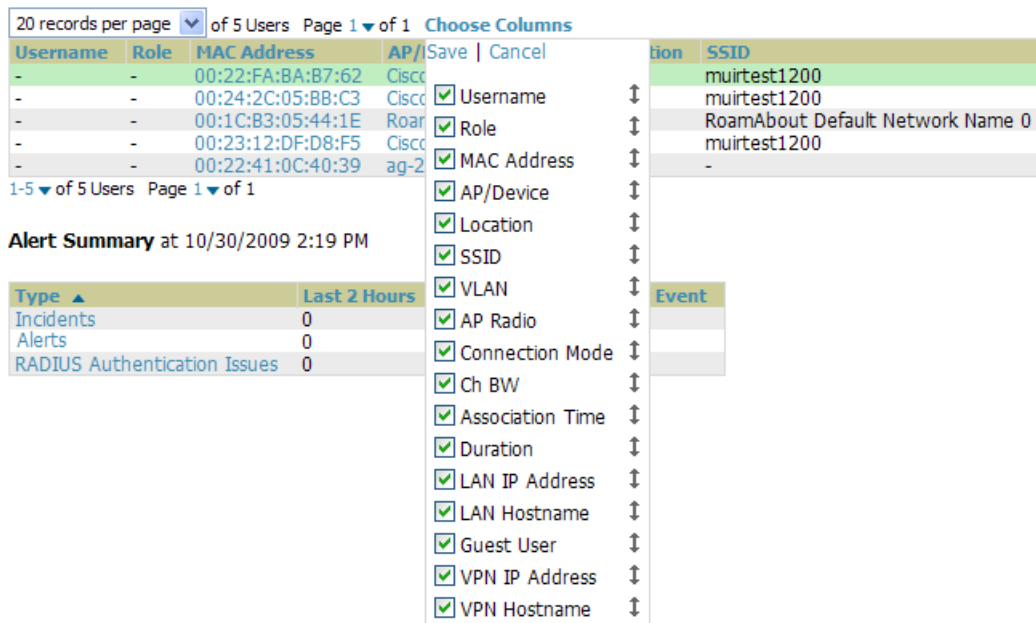 20 records per page of 5 Users Page 1 of 1 Choose Columns
Username Role MAC Address AP/ tion SSID
Save | Cancel
- - 00:22:FA:BA:B7:62 Cisco muirtest1200
- - 00:24:2C:05:BB:C3 Cisco muirtest1200
- - 00:1C:B3:05:44:1E Roar RoamAbout Default Network Name 0
- - 00:23:12:DF:D8:F5 Cisco muirtest1200
- - 00:22:41:0C:40:39 ag-2 -
1-5 of 5 Users Page 1 of 1
Alert Summary at 10/30/2009 2:19 PM
Type Last 2 Hours Event
Incidents 0
Alerts 0
RADIUS Authentication Issues 0
Username
Role
MAC Address
AP/Device
Location
SSID
VLAN
AP Radio
Connection Mode
Ch BW
Association Time
Duration
LAN IP Address
LAN Hostname
Guest User
VPN IP Address
VPN Hostname